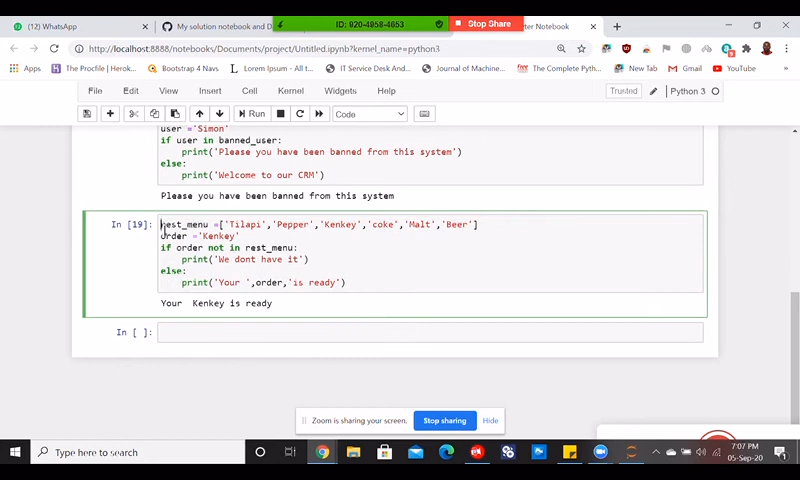 (12) WhatsApp
My solution notebook and D
ID: 920-4958-4653
Stop Share
ter Notebook
http://localhost:8888/notebooks/Documents/project/Untitled.ipynb?kernel_name=python3
Apps
The Procfile | Herok
Bootstrap 4 Navs
Lorem Ipsum - All t
IT Service Desk And
Journal of Machine
The Complete Pyth
New Tab
Gmail
YouTube
File Edit View Insert Cell Kernel Widgets Help
Trusted
Python 3
Run
Code
user ='Simon'
if user in banned_user:
print('Please you have been banned from this system')
else:
print('Welcome to our CRM')
Please you have been banned from this system
In [19]:
rest_menu =['Tilapi','Pepper','Kenkey','coke','Malt','Beer']
order ='Kenkey'
if order not in rest_menu:
print('We dont have it')
else:
print('Your ',order,'is ready')
Your  Kenkey is ready
In [ ]:
Zoom is sharing your screen.
Stop sharing
Hide
Type here to search
7:07 PM
05-Sep-20